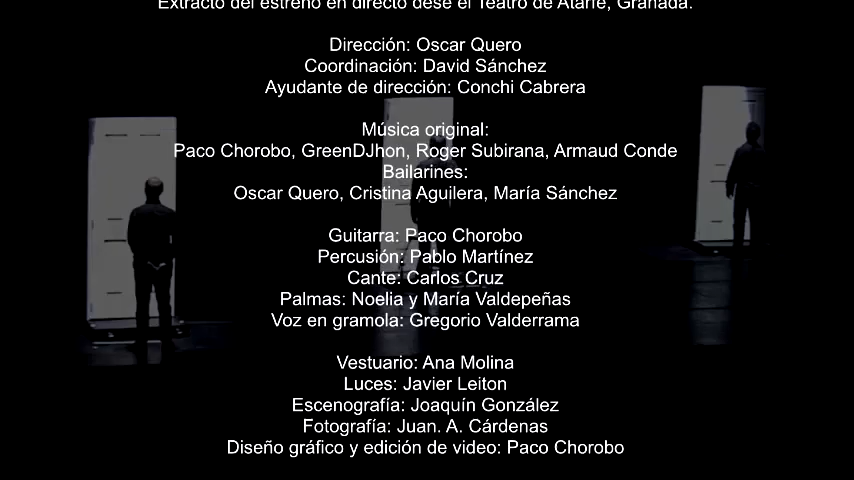 Extracto del estreno en directo dese el Teatro de Atarfe, Granada.
Dirección: Oscar Quero
Coordinación: David Sánchez
Ayudante de dirección: Conchi Cabrera
Música original:
Paco Chorobo, GreenDJhon, Roger Subirana, Armaud Conde
Bailarines:
Oscar Quero, Cristina Aguilera, María Sánchez
Guitarra: Paco Chorobo
Percusión: Pablo Martínez
Cante: Carlos Cruz
Palmas: Noelia y María Valdepeñas
Voz en gramola: Gregorio Valderrama
Vestuario: Ana Molina
Luces: Javier Leiton
Escenografía: Joaquín González
Fotografía: Juan. A. Cárdenas
Diseño gráfico y edición de video: Paco Chorobo